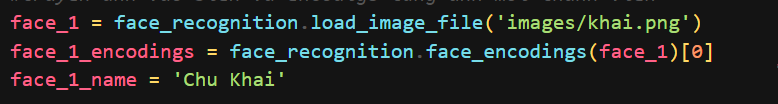 face_1 = face_recognition.load_image_file('images/khai.png')
face_1_encodings = face_recognition.face_encodings(face_1)[0]
face_1_name = 'Chu Khai'